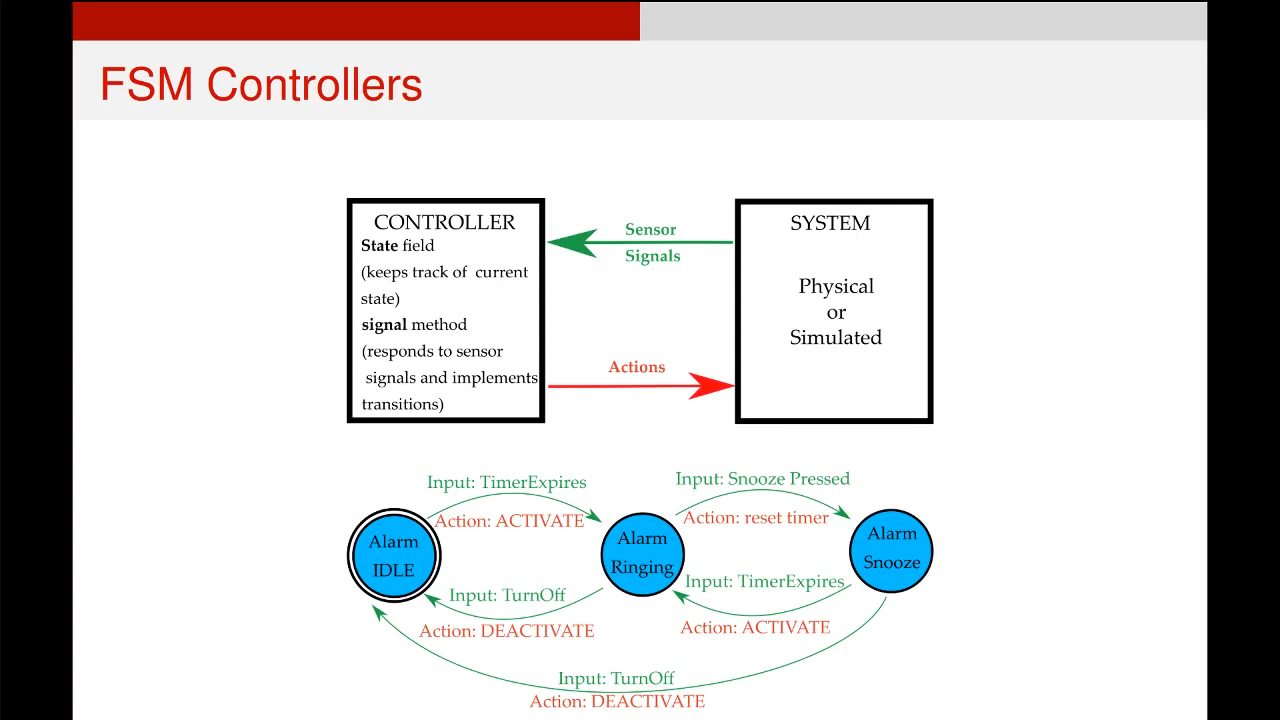 FSM Controllers
CONTROLLER
State field
(keeps track of current
state)
signal method
(responds to sensor
signals and implements
transitions)
Sensor
Signals
Actions
SYSTEM
Physical
or
Simulated
Input: TimerExpires
Action: ACTIVATE
Input: Snooze Pressed
Action: reset timer
Alarm
IDLE
Alarm
Ringing
Alarm
Snooze
Input: TurnOff
Action: DEACTIVATE
Input: TimerExpires
Action: ACTIVATE
Input: TurnOff
Action: DEACTIVATE